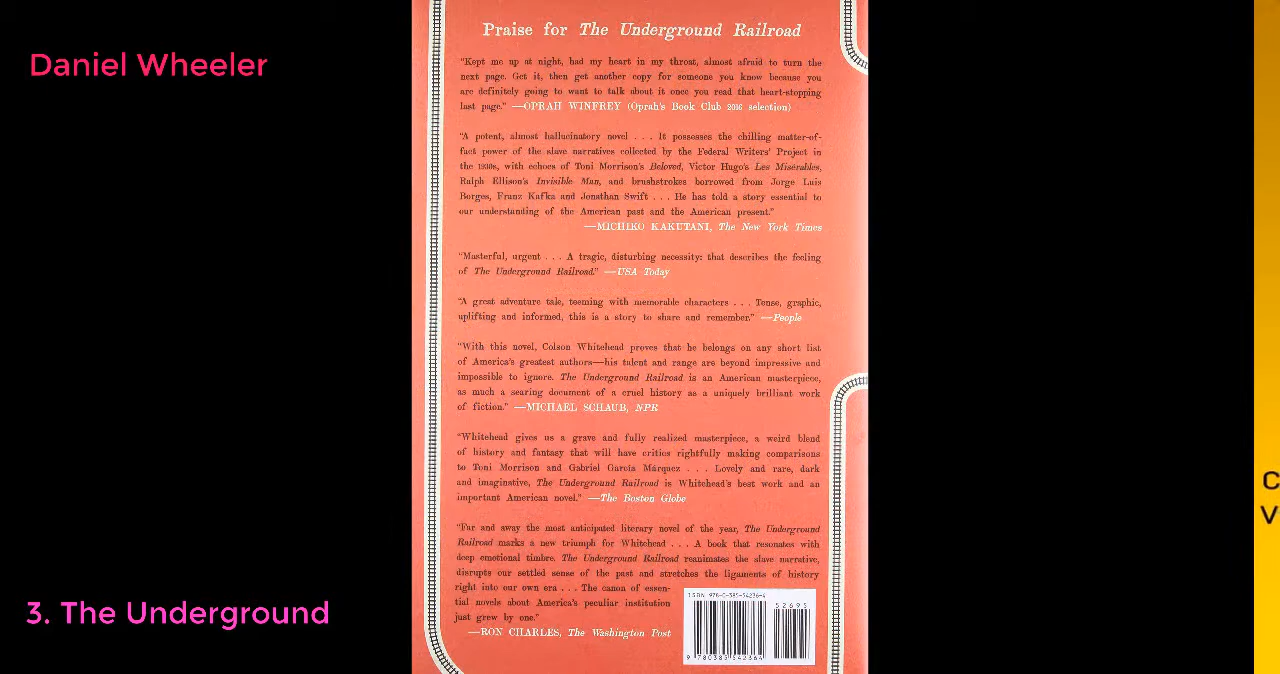 Daniel Wheeler
Praise for The Underground Railroad
"Kept me up at night, had my heart in my throat, almost afraid to turn the
next page. Get it, then get another copy for someone you know because you
are definitely going to want to talk about it once you read that heart-stopping
last page." —OPRAH WINFREY (Oprah's Book Club 2016 selection)
"A potent, almost hallucinatory novel . . . It possesses the chilling matter-of-
fact power of the slave narratives collected by the Federal Writers' Project in
the 1930s, with echoes of Toni Morrison's Beloved, Victor Hugo's Les Misérables,
Ralph Ellison's Invisible Man, and brushstrokes borrowed from Jorge Luis
Borges, Franz Kafka and Jonathan Swift . . . He has told a story essential to
our understanding of the American past and the American present."
—MICHIKO KAKUTANI, The New York Times
"Masterful, urgent . . . A tragic, disturbing necessity: that describes the feeling
of The Underground Railroad." —USA Today
"A great adventure tale, teeming with memorable characters . . . Tense, graphic,
uplifting and informed, this is a story to share and remember." —People
"With this novel, Colson Whitehead proves that he belongs on any short list
of America's greatest authors—his talent and range are beyond impressive and
impossible to ignore. The Underground Railroad is an American masterpiece,
as much a searing document of a cruel history as a uniquely brilliant work
of fiction." —MICHAEL SCHAUB, NPR
"Whitehead gives us a grave and fully realized masterpiece, a weird blend
of history and fantasy that will have critics rightfully making comparisons
to Toni Morrison and Gabriel García Márquez . . . Lovely and rare, dark
and imaginative, The Underground Railroad is Whitehead's best work and an
important American novel." —The Boston Globe
"Far and away the most anticipated literary novel of the year, The Underground
Railroad marks a new triumph for Whitehead . . . A book that resonates with
deep emotional timbre. The Underground Railroad reanimates the slave narrative,
disrupts our settled sense of the past and stretches the ligaments of history
right into our own era . . . The canon of essen-
tial novels about America's peculiar institution
just grew by one."
—RON CHARLES, The Washington Post
ISBN 978-0-385-54236-4
52695
9 780385 542364
3. The Underground
C
V